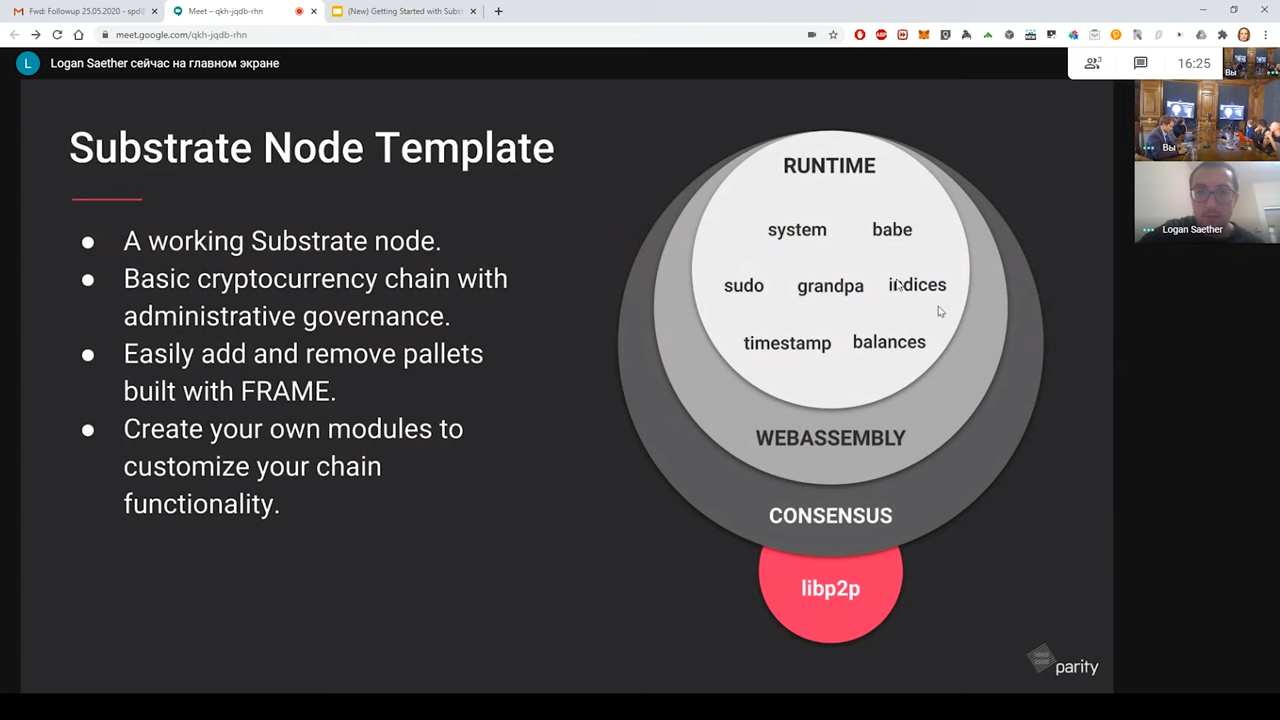 Fwd: Followup 25.05.2020 - spd@
Meet – qkh-jqdb-rhn
(New) Getting Started with Subst
meet.google.com/qkh-jqdb-rhn
L
Logan Saether сейчас на главном экране
3
16:25
Вы
Вы
Logan Saether
Substrate Node Template
● A working Substrate node.
● Basic cryptocurrency chain with
administrative governance.
● Easily add and remove pallets
built with FRAME.
● Create your own modules to
customize your chain
functionality.
RUNTIME
system babe
sudo grandpa indices
timestamp balances
WEBASSEMBLY
CONSENSUS
libp2p
parity